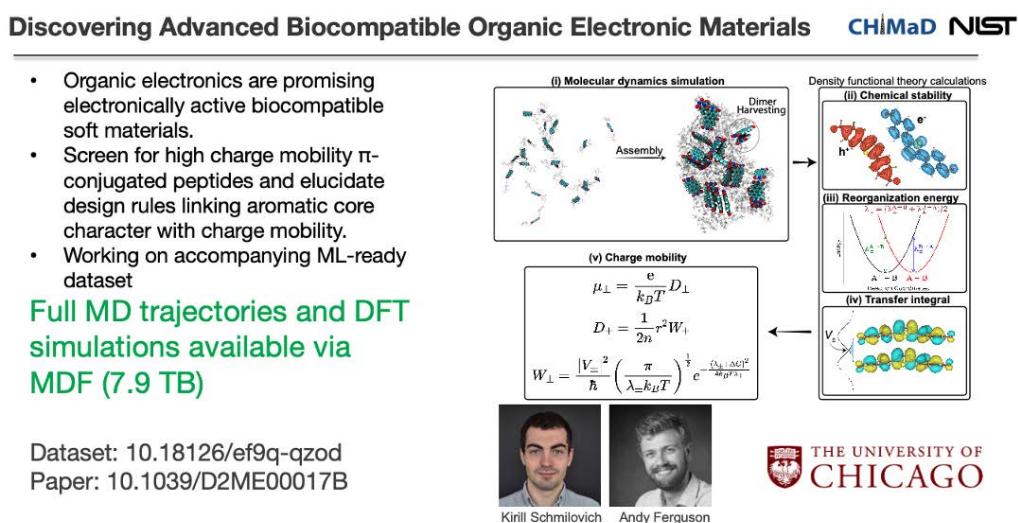 Discovering Advanced Biocompatible Organic Electronic Materials
CHiMaD NIST
• Organic electronics are promising
electronically active biocompatible
soft materials.
• Screen for high charge mobility π-
conjugated peptides and elucidate
design rules linking aromatic core
character with charge mobility.
• Working on accompanying ML-ready
dataset
Full MD trajectories and DFT
simulations available via
MDF (7.9 TB)
Dataset: 10.18126/ef9q-qzod
Paper: 10.1039/D2ME00017B
(i) Molecular dynamics simulation
Dimer
Harvesting
Assembly
Density functional theory calculations
(ii) Chemical stability
e⁻
h⁺
(iii) Reorganization energy
(iv) Transfer integral
(v) Charge mobility
Kirill Schmilovich
Andy Ferguson
THE UNIVERSITY OF
CHICAGO